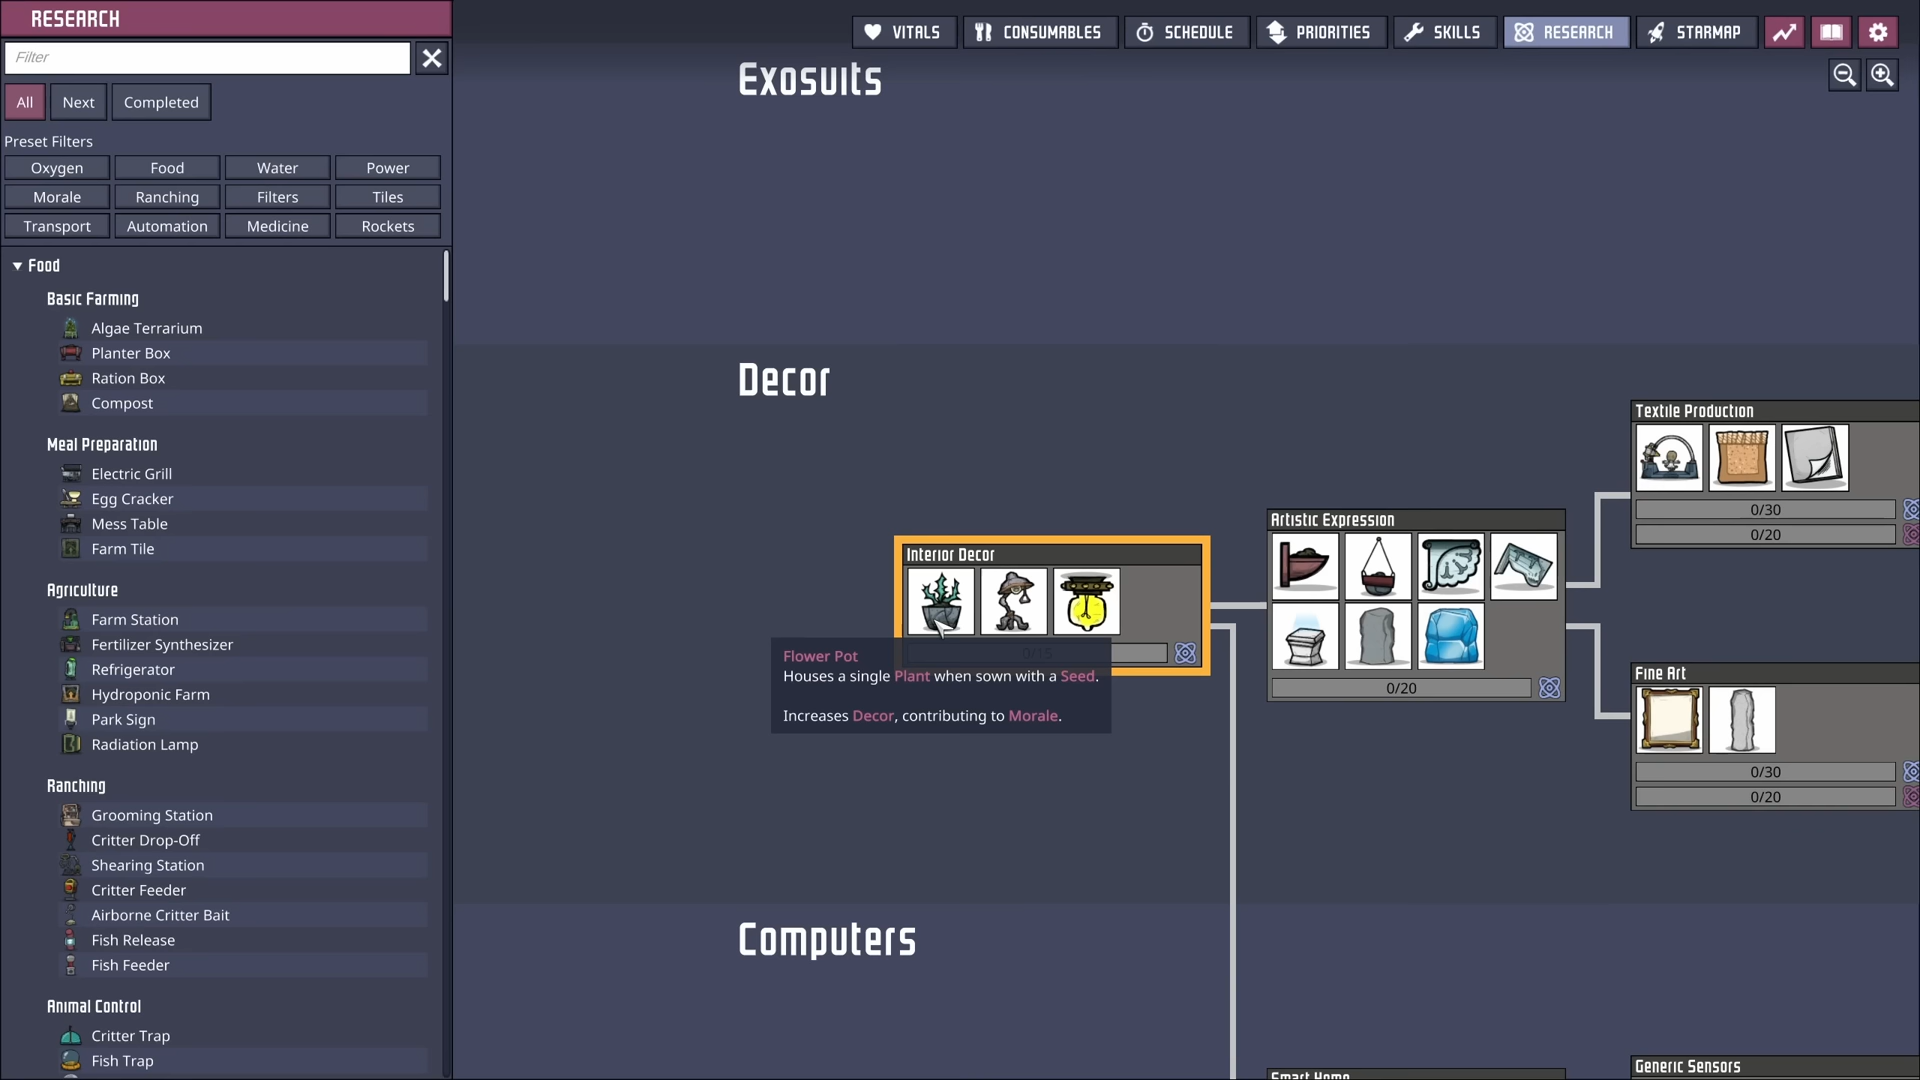 RESEARCH
Filter
All
Next
Completed
Preset Filters
Oxygen
Food
Water
Power
Morale
Ranching
Filters
Tiles
Transport
Automation
Medicine
Rockets
Food
Basic Farming
Algae Terrarium
Planter Box
Ration Box
Compost
Meal Preparation
Electric Grill
Egg Cracker
Mess Table
Farm Tile
Agriculture
Farm Station
Fertilizer Synthesizer
Refrigerator
Hydroponic Farm
Park Sign
Radiation Lamp
Ranching
Grooming Station
Critter Drop-Off
Shearing Station
Critter Feeder
Airborne Critter Bait
Fish Release
Fish Feeder
Animal Control
Critter Trap
Fish Trap
VITALS
CONSUMABLES
SCHEDULE
PRIORITIES
SKILLS
RESEARCH
STARMAP
Exosuits
Decor
Interior Decor
Flower Pot
Houses a single Plant when sown with a Seed.
Increases Decor, contributing to Morale.
Artistic Expression
0/20
Textile Production
0/30
0/20
Fine Art
0/30
0/20
Computers
Smart Home
Generic Sensors